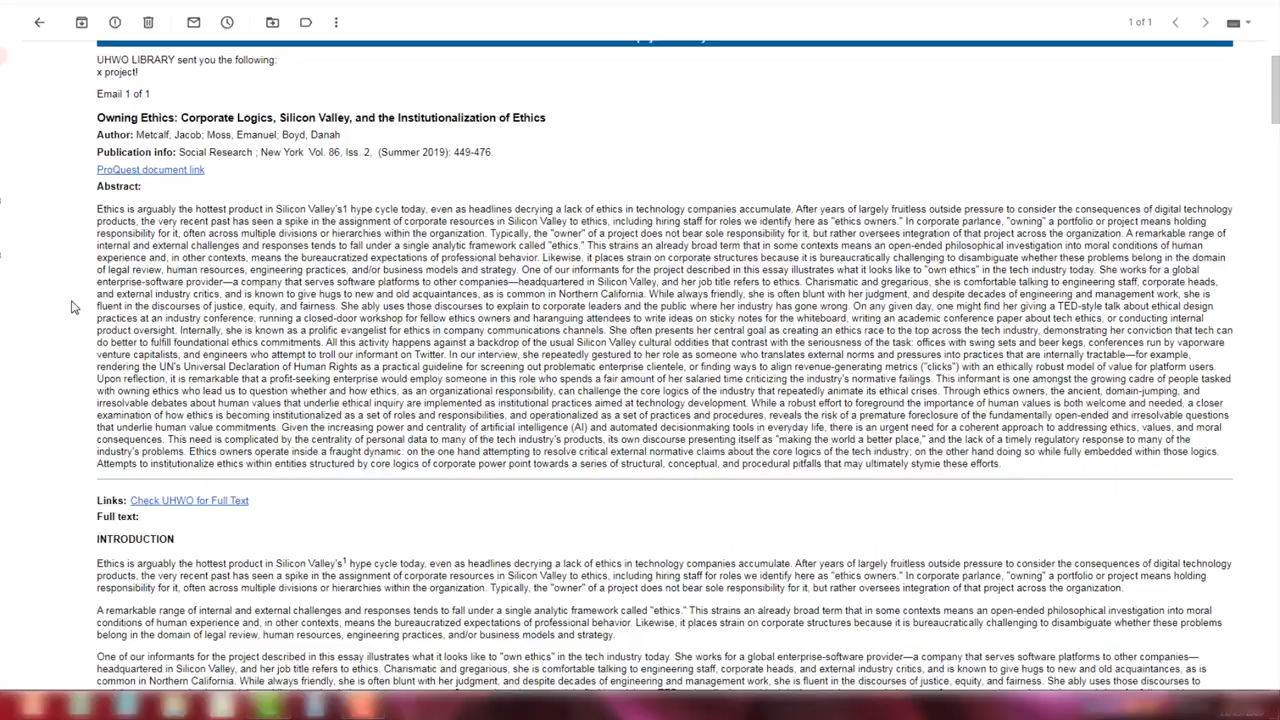 1 of 1
UHWO LIBRARY sent you the following:
x project!
Email 1 of 1
Owning Ethics: Corporate Logics, Silicon Valley, and the Institutionalization of Ethics
Author: Metcalf, Jacob; Moss, Emanuel; Boyd, Danah
Publication info: Social Research ; New York Vol. 86, Iss. 2, (Summer 2019): 449-476.
ProQuest document link
Abstract:
Ethics is arguably the hottest product in Silicon Valley's1 hype cycle today, even as headlines decrying a lack of ethics in technology companies accumulate. After years of largely fruitless outside pressure to consider the consequences of digital technology
products, the very recent past has seen a spike in the assignment of corporate resources in Silicon Valley to ethics, including hiring staff for roles we identify here as "ethics owners." In corporate parlance, "owning" a portfolio or project means holding
responsibility for it, often across multiple divisions or hierarchies within the organization. Typically, the "owner" of a project does not bear sole responsibility for it, but rather oversees integration of that project across the organization. A remarkable range of
internal and external challenges and responses tends to fall under a single analytic framework called "ethics." This strains an already broad term that in some contexts means an open-ended philosophical investigation into moral conditions of human
experience and, in other contexts, means the bureaucratized expectations of professional behavior. Likewise, it places strain on corporate structures because it is bureaucratically challenging to disambiguate whether these problems belong in the domain
of legal review, human resources, engineering practices, and/or business models and strategy. One of our informants for the project described in this essay illustrates what it looks like to "own ethics" in the tech industry today. She works for a global
enterprise-software provider—a company that serves software platforms to other companies—headquartered in Silicon Valley, and her job title refers to ethics. Charismatic and gregarious, she is comfortable talking to engineering staff, corporate heads,
and external industry critics, and is known to give hugs to new and old acquaintances, as is common in Northern California. While always friendly, she is often blunt with her judgment, and despite decades of engineering and management work, she is
fluent in the discourses of justice, equity, and fairness. She ably uses those discourses to explain to corporate leaders and the public where her industry has gone wrong. On any given day, one might find her giving a TED-style talk about ethical design
practices at an industry conference, running a closed-door workshop for fellow ethics owners and haranguing attendees to write ideas on sticky notes for the whiteboard, writing an academic conference paper about tech ethics, or conducting internal
product oversight. Internally, she is known as a prolific evangelist for ethics in company communications channels. She often presents her central goal as creating an ethics race to the top across the tech industry, demonstrating her conviction that tech can
do better to fulfill foundational ethics commitments. All this activity happens against a backdrop of the usual Silicon Valley cultural oddities that contrast with the seriousness of the task: offices with swing sets and beer kegs, conferences run by vaporware
venture capitalists, and engineers who attempt to troll our informant on Twitter. In our interview, she repeatedly gestured to her role as someone who translates external norms and pressures into practices that are internally tractable—for example,
rendering the UN's Universal Declaration of Human Rights as a practical guideline for screening out problematic enterprise clientele, or finding ways to align revenue-generating metrics ("clicks") with an ethically robust model of value for platform users.
Upon reflection, it is remarkable that a profit-seeking enterprise would employ someone in this role who spends a fair amount of her salaried time criticizing the industry's normative failings. This informant is one amongst the growing cadre of people tasked
with owning ethics who lead us to question whether and how ethics, as an organizational responsibility, can challenge the core logics of the industry that repeatedly animate its ethical crises. Through ethics owners, the ancient, domain-jumping, and
irresolvable debates about human values that underlie ethical inquiry are implemented as institutional practices aimed at technology development. While a robust effort to foreground the importance of human values is both welcome and needed, a closer
examination of how ethics is becoming institutionalized as a set of roles and responsibilities, and operationalized as a set of practices and procedures, reveals the risk of a premature foreclosure of the fundamentally open-ended and irresolvable questions
that underlie human value commitments. Given the increasing power and centrality of artificial intelligence (AI) and automated decisionmaking tools in everyday life, there is an urgent need for a coherent approach to addressing ethics, values, and moral
consequences. This need is complicated by the centrality of personal data to many of the tech industry's products, its own discourse presenting itself as "making the world a better place," and the lack of a timely regulatory response to many of the
industry's problems. Ethics owners operate inside a fraught dynamic: on the one hand attempting to resolve critical external normative claims about the core logics of the tech industry; on the other hand doing so while fully embedded within those logics.
Attempts to institutionalize ethics within entities structured by core logics of corporate power point towards a series of structural, conceptual, and procedural pitfalls that may ultimately stymie these efforts.
Links: Check UHWO for Full Text
Full text:
INTRODUCTION
Ethics is arguably the hottest product in Silicon Valley's1 hype cycle today, even as headlines decrying a lack of ethics in technology companies accumulate. After years of largely fruitless outside pressure to consider the consequences of digital technology
products, the very recent past has seen a spike in the assignment of corporate resources in Silicon Valley to ethics, including hiring staff for roles we identify here as "ethics owners." In corporate parlance, "owning" a portfolio or project means holding
responsibility for it, often across multiple divisions or hierarchies within the organization. Typically, the "owner" of a project does not bear sole responsibility for it, but rather oversees integration of that project across the organization.
A remarkable range of internal and external challenges and responses tends to fall under a single analytic framework called "ethics." This strains an already broad term that in some contexts means an open-ended philosophical investigation into moral
conditions of human experience and, in other contexts, means the bureaucratized expectations of professional behavior. Likewise, it places strain on corporate structures because it is bureaucratically challenging to disambiguate whether these problems
belong in the domain of legal review, human resources, engineering practices, and/or business models and strategy.
One of our informants for the project described in this essay illustrates what it looks like to "own ethics" in the tech industry today. She works for a global enterprise-software provider—a company that serves software platforms to other companies—
headquartered in Silicon Valley, and her job title refers to ethics. Charismatic and gregarious, she is comfortable talking to engineering staff, corporate heads, and external industry critics, and is known to give hugs to new and old acquaintances, as is
common in Northern California. While always friendly, she is often blunt with her judgment, and despite decades of engineering and management work, she is fluent in the discourses of justice, equity, and fairness. She ably uses those discourses to